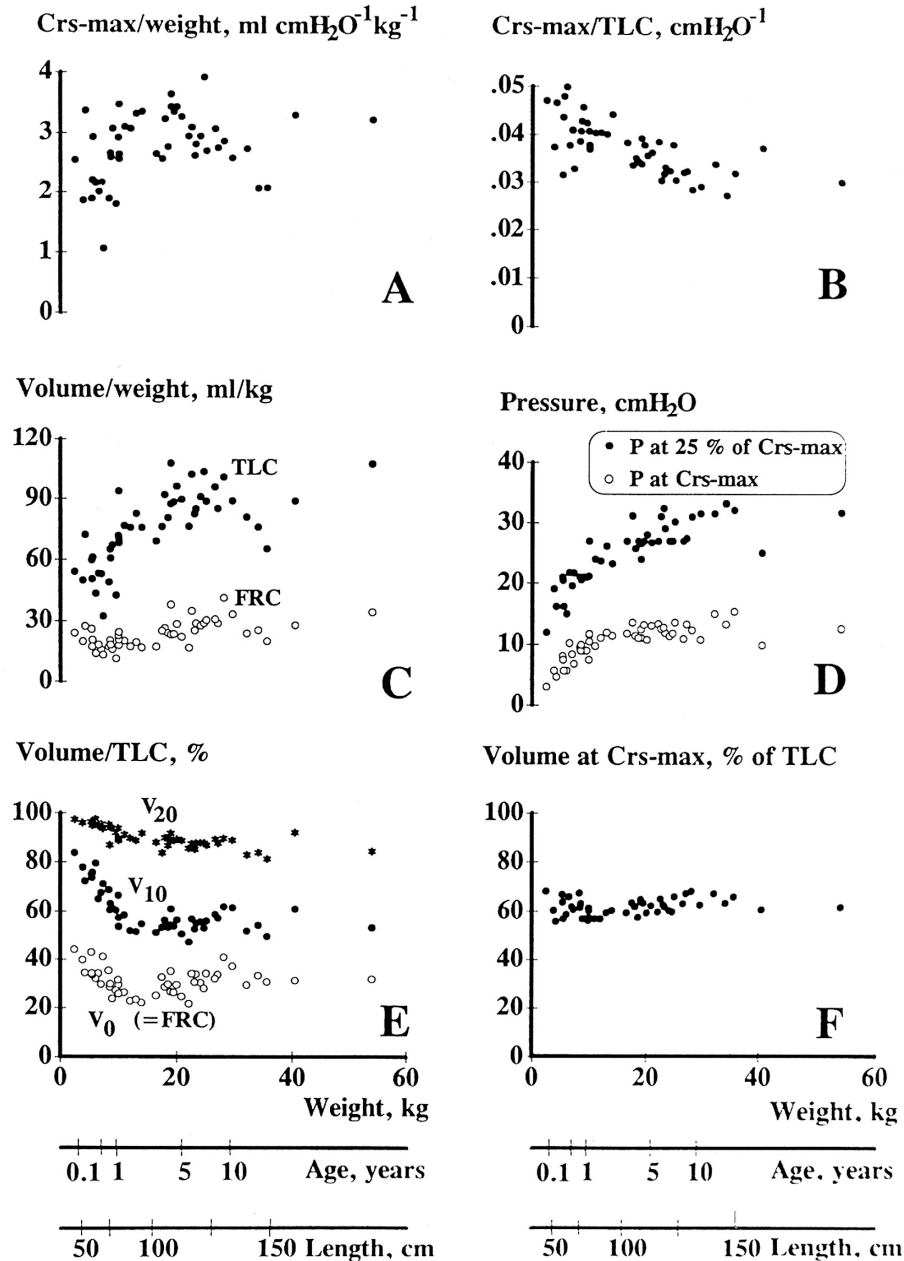 Crs-max/weight, ml cmH₂O⁻¹kg⁻¹
4
3
2
1
0
A
Crs-max/TLC, cmH₂O⁻¹
.05
.04
.03
.02
.01
0
B
Volume/weight, ml/kg
120
90
60
30
0
TLC
FRC
C
Pressure, cmH₂O
P at 25 % of Crs-max
P at Crs-max
40
30
20
10
0
D
Volume/TLC, %
100
80
60
40
20
0
V₂₀
V₁₀
V₀ (=FRC)
E
0 20 40 60
Weight, kg
0.1 1 5 10 Age, years
50 100 150 Length, cm
Volume at Crs-max, % of TLC
100
80
60
40
20
0
F
0 20 40 60
Weight, kg
0.1 1 5 10 Age, years
50 100 150 Length, cm